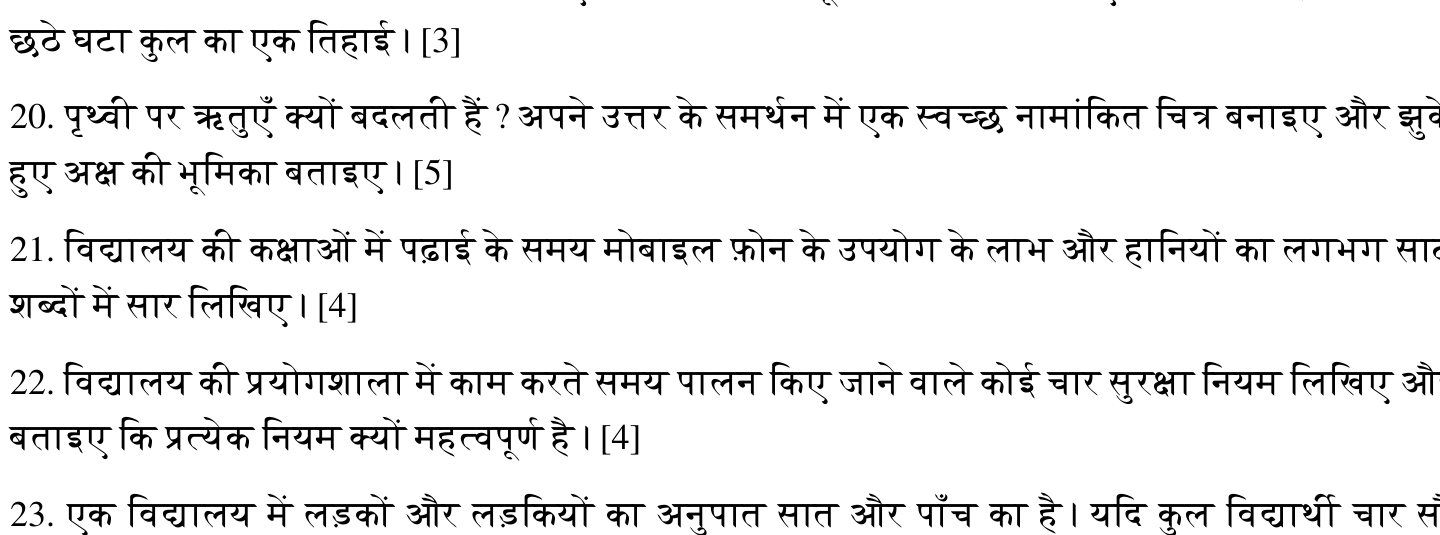 छठे घटा कुल का एक तिहाई। [3]
20. पृथ्वी पर ऋतुएँ क्यों बदलती हैं ? अपने उत्तर के समर्थन में एक स्वच्छ नामांकित चित्र बनाइए और झुके
हुए अक्ष की भूमिका बताइए। [5]
21. विद्यालय की कक्षाओं में पढ़ाई के समय मोबाइल फ़ोन के उपयोग के लाभ और हानियों का लगभग
शब्दों में सार लिखिए। [4]
22. विद्यालय की प्रयोगशाला में काम करते समय पालन किए जाने वाले कोई चार सुरक्षा नियम लिखिए
बताइए कि प्रत्येक नियम क्यों महत्वपूर्ण है। [4]
23. एक विद्यालय में लड़कों और लड़कियों का अनुपात सात और पाँच का है। यदि कुल विद्यार्थी चार